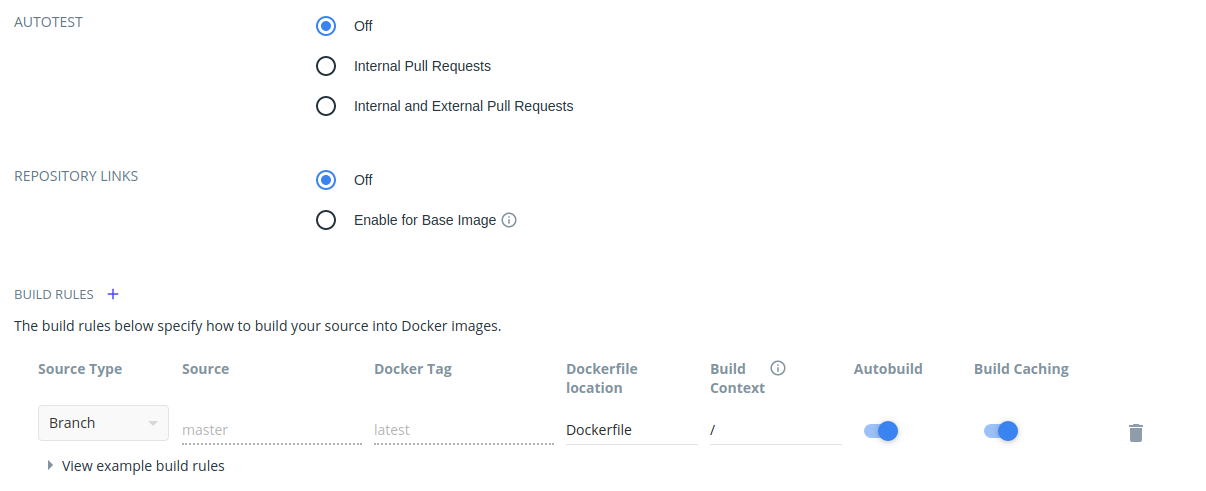 AUTOTEST
Off
Internal Pull Requests
Internal and External Pull Requests
REPOSITORY LINKS
Off
Enable for Base Image
BUILD RULES +
The build rules below specify how to build your source into Docker images.
Source Type Source Docker Tag Dockerfile location Build Context Autobuild Build Caching
Branch master latest Dockerfile /
View example build rules